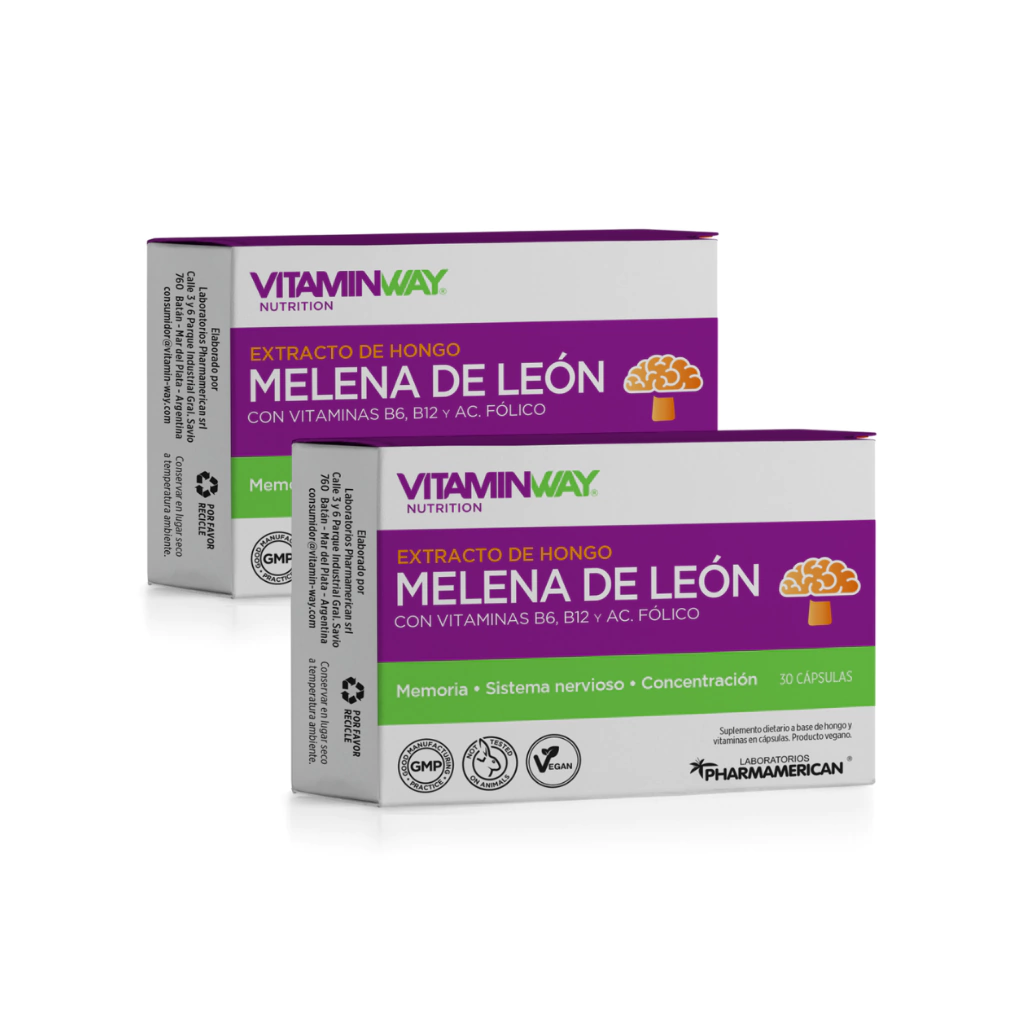 VITAMINWAY®
NUTRITION
EXTRACTO DE HONGO
MELENA DE LEÓN
CON VITAMINAS B6, B12 Y AC. FÓLICO
GOOD MANUFAC
GMP
PRACTIC
Elaborado por
Laboratorios Pharmamerican srl
Calle 3 y 6 Parque Industrial Gral. Savio
760 Batán - Mar del Plata - Argentina
consumidor@vitamin-way.com
POR FAVOR
RECICLE
Conservar en lugar seco
a temperatura ambiente.
VITAMINWAY®
NUTRITION
EXTRACTO DE HONGO
MELENA DE LEÓN
CON VITAMINAS B6, B12 Y AC. FÓLICO
Memoria • Sistema nervioso • Concentración
30 CÁPSULAS
Suplemento dietario a base de hongo y
vitaminas en cápsulas. Producto vegano.
GOOD MANUFACTURING
GMP
• PRACTICE •
NOT TESTED
ON ANIMALS
VEGAN
LABORATORIOS
PHARMAMERICAN®
Elaborado por
Laboratorios Pharmamerican srl
Calle 3 y 6 Parque Industrial Gral. Savio
760 Batán - Mar del Plata - Argentina
consumidor@vitamin-way.com
POR FAVOR
RECICLE
Conservar en lugar seco
a temperatura ambiente.